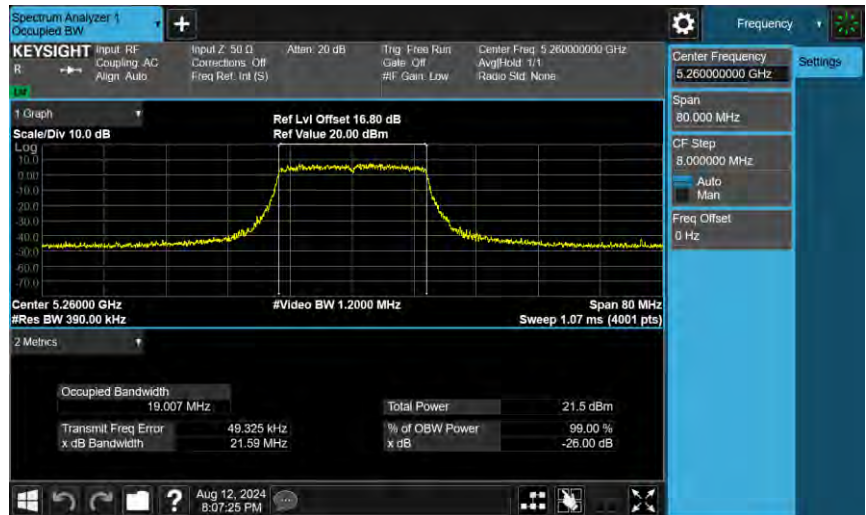 Spectrum Analyzer 1
Occupied BW
Frequency
KEYSIGHT
R
Input: RF
Coupling: AC
Align: Auto
Input Z: 50 Ω
Corrections: Off
Freq Ref: Int (S)
Atten: 20 dB
Trig: Free Run
Gate: Off
#IF Gain: Low
Center Freq: 5.260000000 GHz
Avg|Hold: 1/1
Radio Std: None
Center Frequency
5.260000000 GHz
Settings
Span
80.000 MHz
CF Step
8.000000 MHz
Auto
Man
Freq Offset
0 Hz
1 Graph
Scale/Div 10.0 dB
Ref Lvl Offset 16.80 dB
Ref Value 20.00 dBm
Log
10.0
0.00
-10.0
-20.0
-30.0
-40.0
-50.0
-60.0
-70.0
Center 5.26000 GHz
#Video BW 1.2000 MHz
Span 80 MHz
#Res BW 390.00 kHz
Sweep 1.07 ms (4001 pts)
2 Metrics
Occupied Bandwidth
19.007 MHz
Total Power 21.5 dBm
Transmit Freq Error 49.325 kHz
% of OBW Power 99.00 %
x dB Bandwidth 21.59 MHz
x dB -26.00 dB
?
Aug 12, 2024
8:07:25 PM